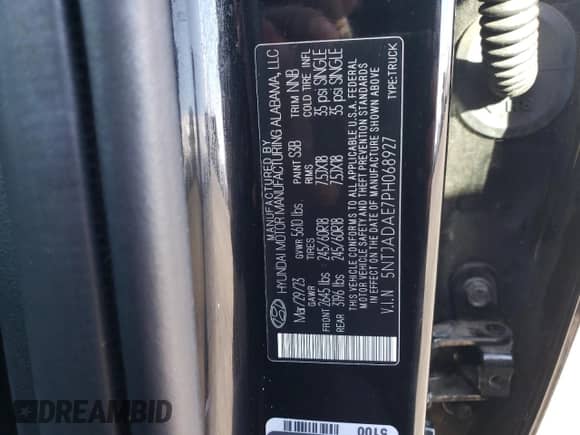 MANUFACTURED BY
HYUNDAI MOTOR MANUFACTURING ALABAMA, LLC
Mar/29/23 GVWR 5610 lbs PAINT S3B TRIM NNB
GAWR TIRES RIMS COLD TIRE INFL
FRONT 2645 lbs 245/60R18 7.5JX18 35 psi SINGLE
REAR 3196 lbs 245/60R18 7.5JX18 35 psi SINGLE
THIS VEHICLE CONFORMS TO ALL APPLICABLE U.S.A. FEDERAL
MOTOR VEHICLE SAFETY AND THEFT PREVENTION STANDARDS
IN EFFECT ON THE DATE OF MANUFACTURE SHOWN ABOVE
V.I.N 5NTJADAE7PH068927 TYPE:TRUCK
5100
DREAMBID